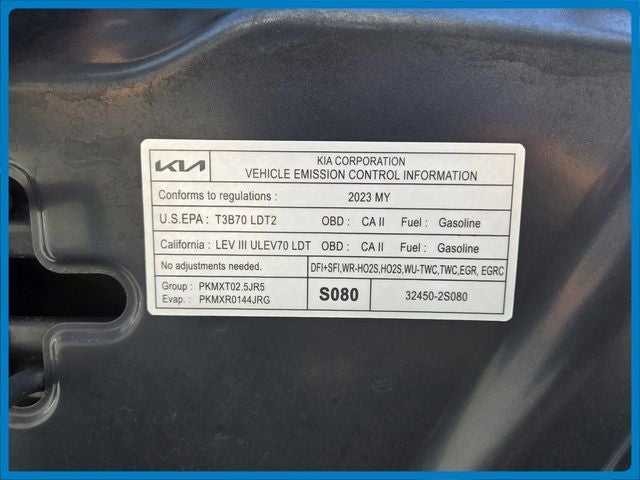 KIA KIA CORPORATION
VEHICLE EMISSION CONTROL INFORMATION
Conforms to regulations : 2023 MY
U.S.EPA : T3B70 LDT2 OBD : CA II Fuel : Gasoline
California : LEV III ULEV70 LDT OBD : CA II Fuel : Gasoline
No adjustments needed. DFI+SFI,WR-HO2S,HO2S,WU-TWC,TWC,EGR, EGRC
Group : PKMXT02.5JR5
Evap. : PKMXR0144JRG
S080 32450-2S080